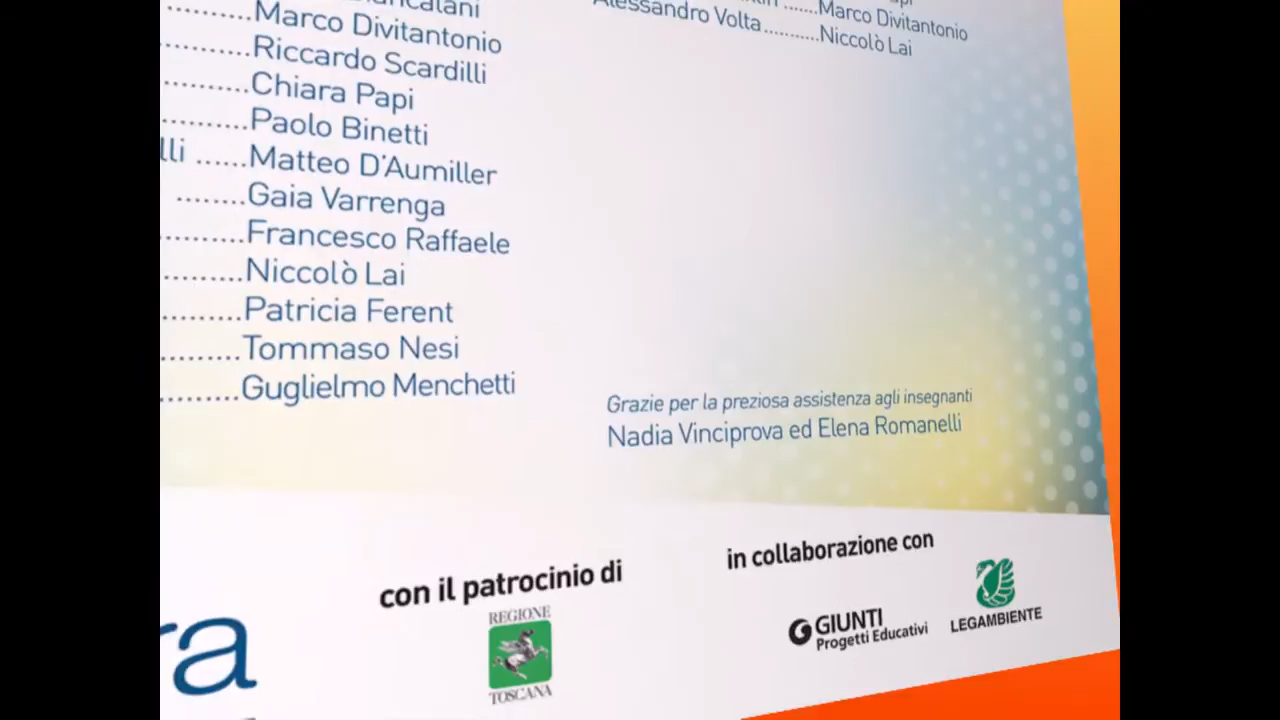 Marco Divitantonio
Riccardo Scardilli
Chiara Papi
Paolo Binetti
lli ......Matteo D'Aumiller
Gaia Varrenga
Francesco Raffaele
Niccolò Lai
Patricia Ferent
Tommaso Nesi
Guglielmo Menchetti
......Marco Divitantonio
Alessandro Volta..........Niccolò Lai
Grazie per la preziosa assistenza agli insegnanti
Nadia Vinciprova ed Elena Romanelli
ra
con il patrocinio di
REGIONE
TOSCANA
in collaborazione con
GIUNTI
Progetti Educativi
LEGAMBIENTE